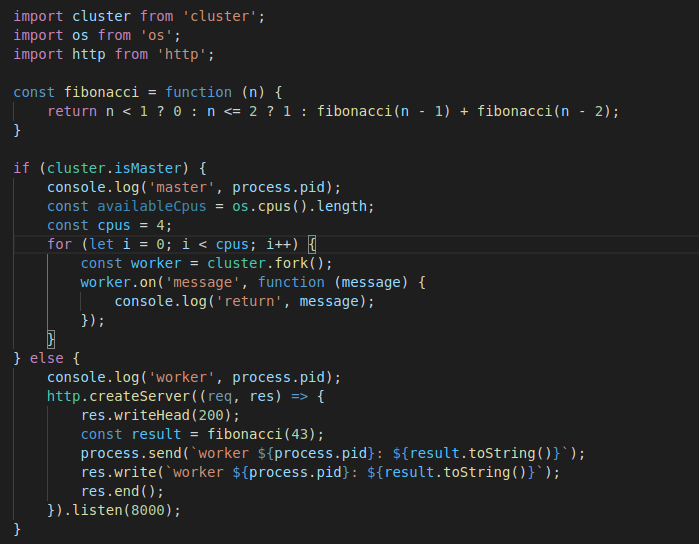 import cluster from 'cluster';
import os from 'os';
import http from 'http';

const fibonacci = function (n) {
    return n < 1 ? 0 : n <= 2 ? 1 : fibonacci(n - 1) + fibonacci(n - 2);
}

if (cluster.isMaster) {
    console.log('master', process.pid);
    const availableCpus = os.cpus().length;
    const cpus = 4;
    for (let i = 0; i < cpus; i++) {
        const worker = cluster.fork();
        worker.on('message', function (message) {
            console.log('return', message);
        });
    }
} else {
    console.log('worker', process.pid);
    http.createServer((req, res) => {
        res.writeHead(200);
        const result = fibonacci(43);
        process.send(`worker ${process.pid}: ${result.toString()}`);
        res.write(`worker ${process.pid}: ${result.toString()}`);
        res.end();
    }).listen(8000);
}